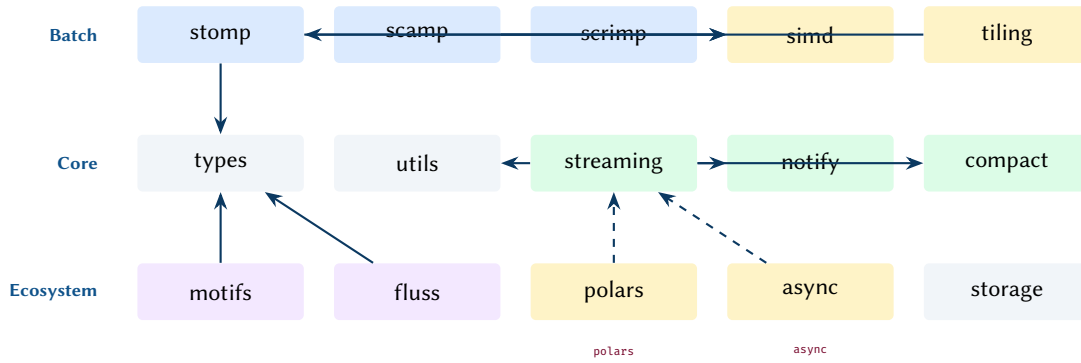 Batch stomp scamp scrimp simd tiling
Core types utils streaming notify compact
Ecosystem motifs fluss polars async storage
polars async